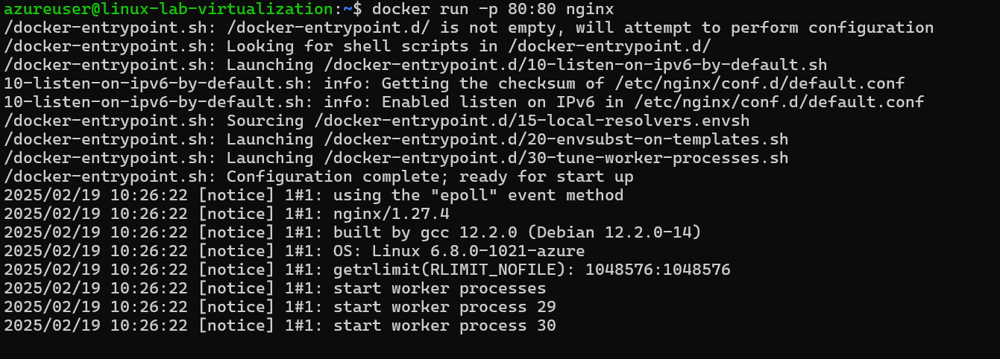 azureuser@linux-lab-virtualization:~$ docker run -p 80:80 nginx
/docker-entrypoint.sh: /docker-entrypoint.d/ is not empty, will attempt to perform configuration
/docker-entrypoint.sh: Looking for shell scripts in /docker-entrypoint.d/
/docker-entrypoint.sh: Launching /docker-entrypoint.d/10-listen-on-ipv6-by-default.sh
10-listen-on-ipv6-by-default.sh: info: Getting the checksum of /etc/nginx/conf.d/default.conf
10-listen-on-ipv6-by-default.sh: info: Enabled listen on IPv6 in /etc/nginx/conf.d/default.conf
/docker-entrypoint.sh: Sourcing /docker-entrypoint.d/15-local-resolvers.envsh
/docker-entrypoint.sh: Launching /docker-entrypoint.d/20-envsubst-on-templates.sh
/docker-entrypoint.sh: Launching /docker-entrypoint.d/30-tune-worker-processes.sh
/docker-entrypoint.sh: Configuration complete; ready for start up
2025/02/19 10:26:22 [notice] 1#1: using the "epoll" event method
2025/02/19 10:26:22 [notice] 1#1: nginx/1.27.4
2025/02/19 10:26:22 [notice] 1#1: built by gcc 12.2.0 (Debian 12.2.0-14)
2025/02/19 10:26:22 [notice] 1#1: OS: Linux 6.8.0-1021-azure
2025/02/19 10:26:22 [notice] 1#1: getrlimit(RLIMIT_NOFILE): 1048576:1048576
2025/02/19 10:26:22 [notice] 1#1: start worker processes
2025/02/19 10:26:22 [notice] 1#1: start worker process 29
2025/02/19 10:26:22 [notice] 1#1: start worker process 30